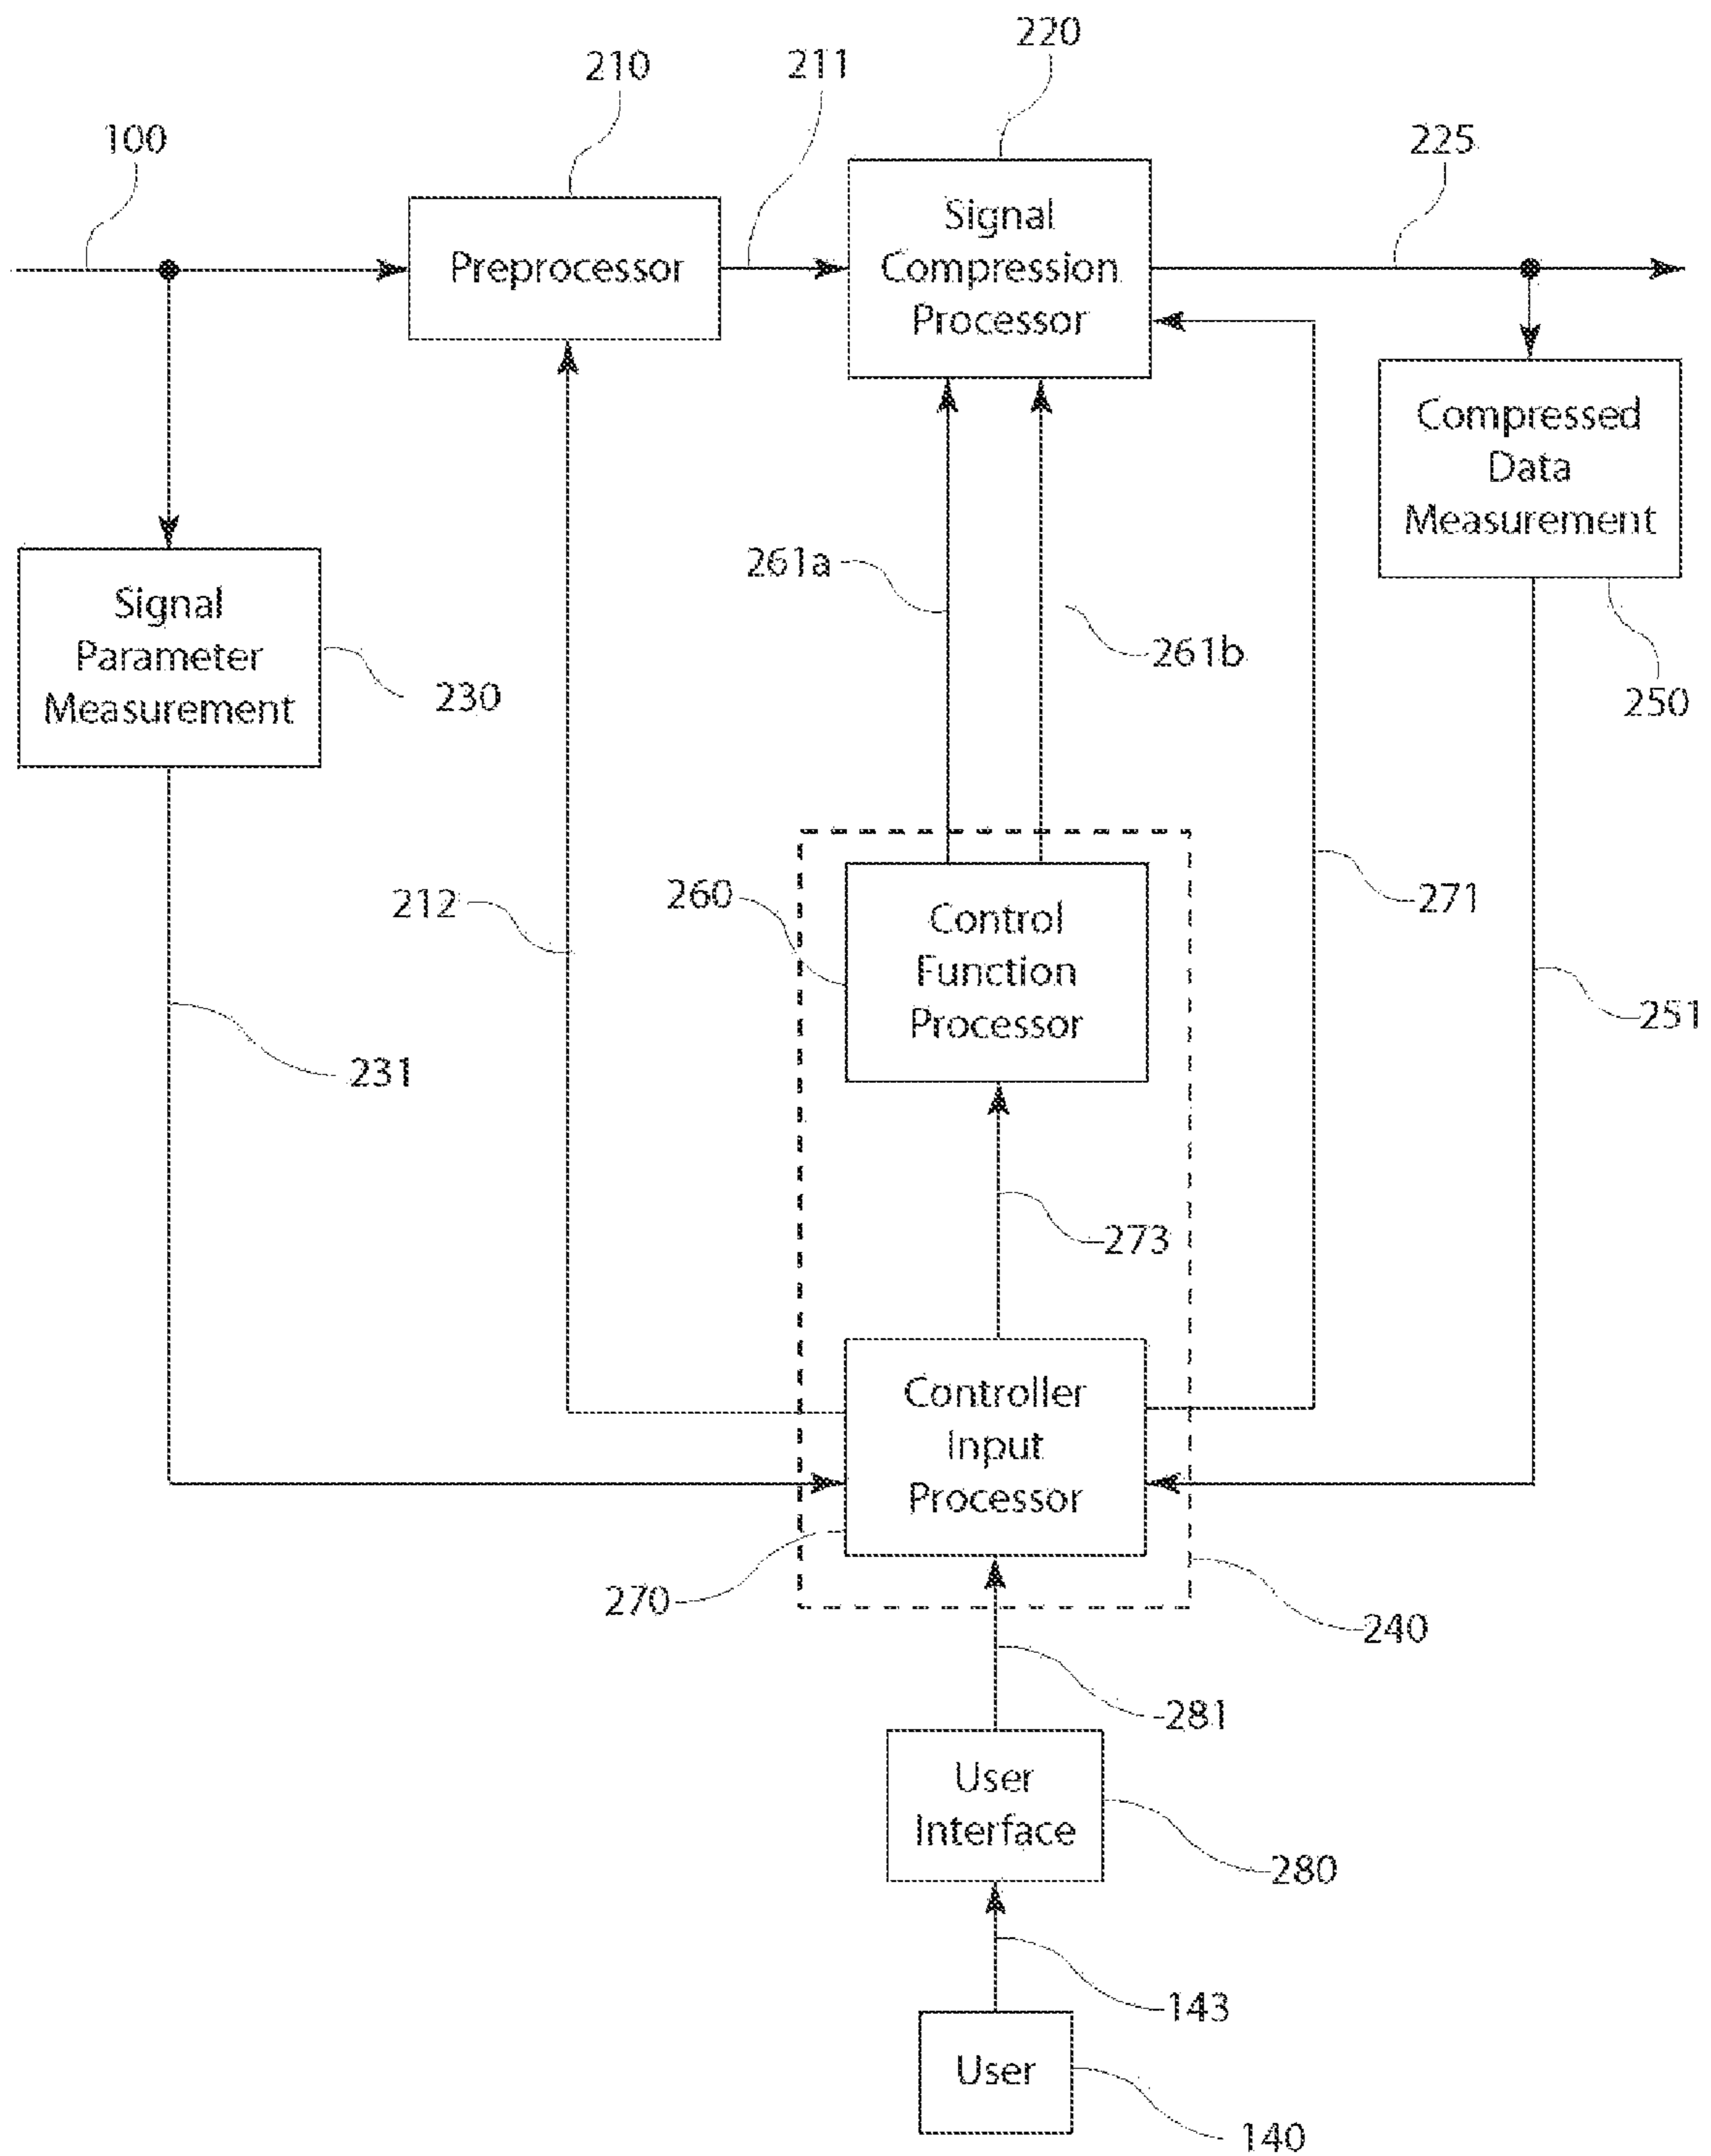 220
210
211
100
225
Signal
Compression
Processor
Preprocessor
Compressed
Data
Measurement
261a
Signal
Parameter
Measurement
261b
230
250
260
212
271
Control
Function
Processor
251
231
273
Controller
Input
Processor
270
240
281
User
Interface
280
143
User
140